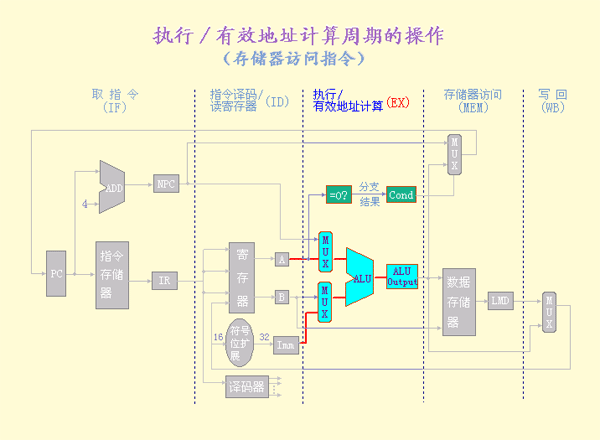 执行／有效地址计算周期的操作
（存储器访问指令）
取 指 令
(IF)
指令译码/
读寄存器
(ID)
执行/
有效地址计算
(EX)
存储器访问
(MEM)
写 回
(WB)
MUX
ADD
NPC
4
=0?
分支
结果
Cond
PC
指令
存储
器
IR
寄
存
器
A
B
MUX
MUX
ALU
ALU
Output
数据
存储
器
LMD
MUX
16
符号
位扩
展
32
Imm
译码器